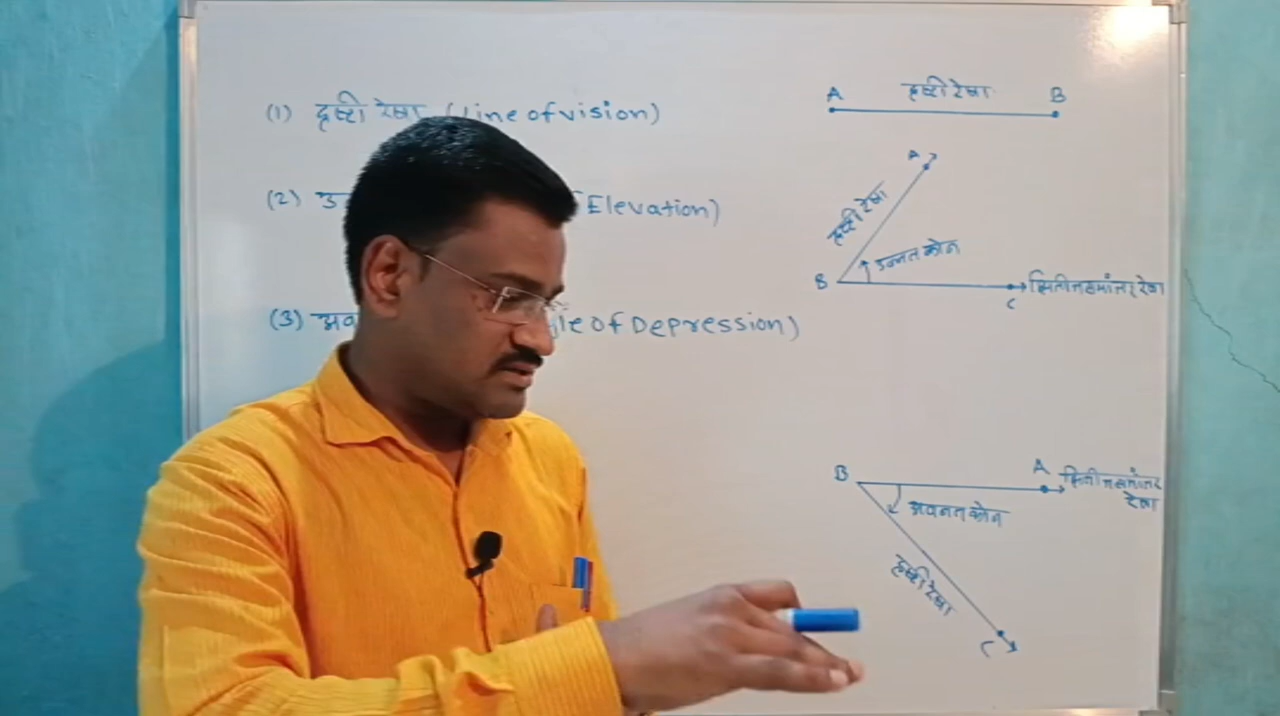 (1) दृष्टी रेषा (Line of vision)
A दृष्टी रेषा B
A
दृष्टी रेषा
(2) Elevation)
उन्नत कोन
B
C
क्षितीज समांतर रेषा
(3) of Depression)
B
A
क्षितीज समांतर
रेषा
अवनत कोन
दृष्टी रेषा
C